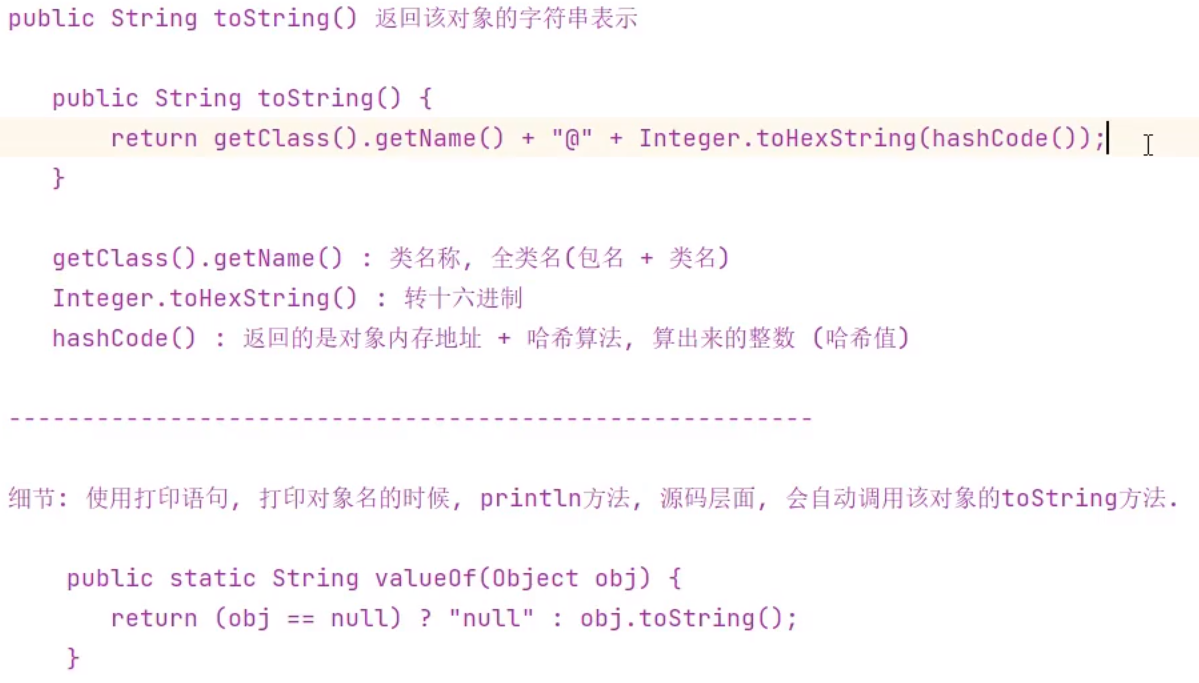 public String toString() 返回该对象的字符串表示
public String toString() {
return getClass().getName() + "@" + Integer.toHexString(hashCode());
}
getClass().getName() : 类名称, 全类名(包名 + 类名)
Integer.toHexString() : 转十六进制
hashCode() : 返回的是对象内存地址 + 哈希算法, 算出来的整数 (哈希值)
-------------------------------------------------------
细节: 使用打印语句, 打印对象名的时候, println方法, 源码层面, 会自动调用该对象的toString方法.
public static String valueOf(Object obj) {
return (obj == null) ? "null" : obj.toString();
}